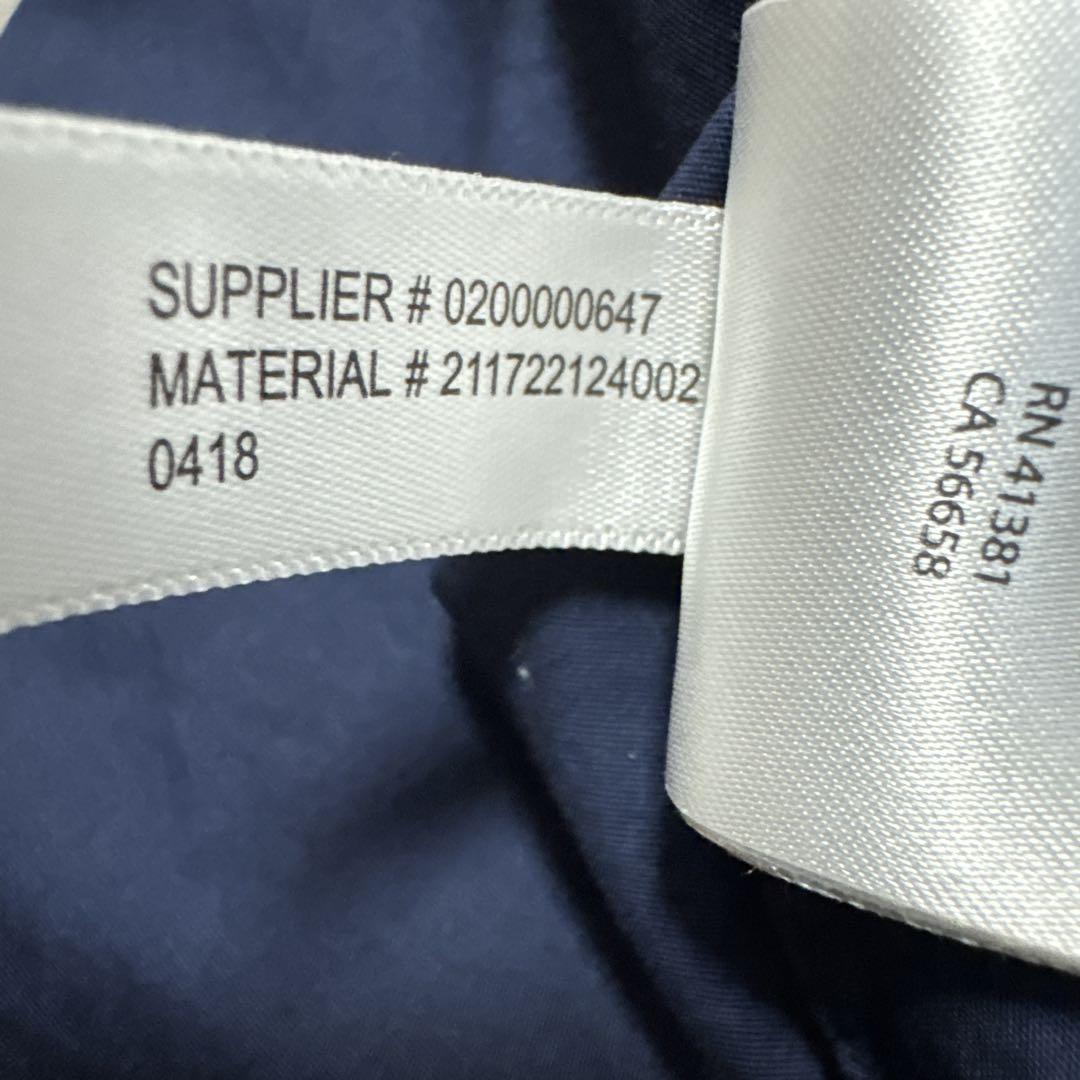 SUPPLIER # 0200000647
MATERIAL # 211722124002
0418
RN 41381
CA 56658